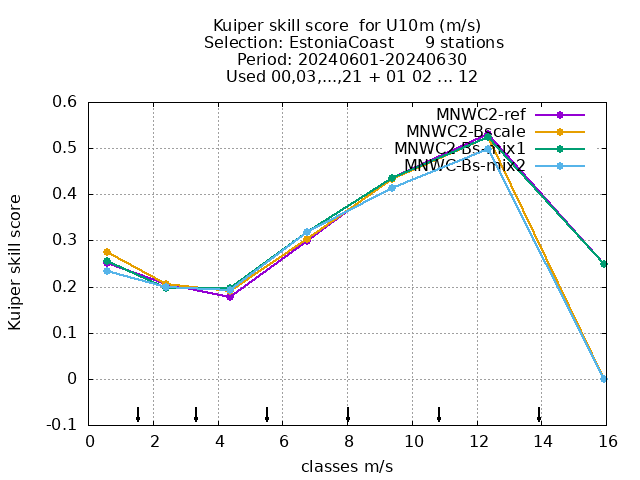 Kuiper skill score  for U10m (m/s)
Selection: EstoniaCoast      9 stations
Period: 20240601-20240630
Used 00,03,...,21 + 01 02 ... 12
MNWC2-ref
MNWC2-Bscale
MNWC2-Bs-mix1
MNWC-Bs-mix2
Kuiper skill score
0.6
0.5
0.4
0.3
0.2
0.1
0
-0.1
0 2 4 6 8 10 12 14 16
classes m/s